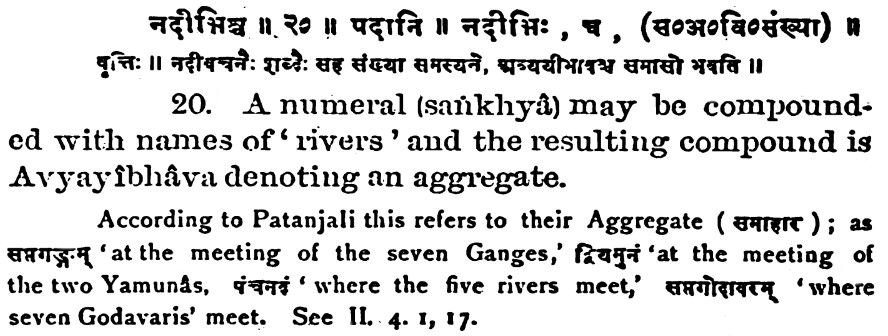 नदीभिश्च ॥ २० ॥ पदानि ॥ नदीभिः , च , (स०अ०वि०संख्या) ॥
वृत्तिः ॥ नदीवचनैः शब्दैः सह संख्या समस्यते, अव्ययीभावश्च समासो भवति ॥
20. A numeral (saṅkhyâ) may be compound-
ed with names of ‘ rivers ’ and the resulting compound is
Avyayîbhâva denoting an aggregate.
According to Patanjali this refers to their Aggregate ( समाहार ) ; as
सप्तगङ्गम् ‘at the meeting of the seven Ganges,’ द्वियमुनं ‘at the meeting of
the two Yamunâs, पंचनदं ‘ where the five rivers meet,’ सप्तगोदावरम् ‘where
seven Godavaris’ meet. See II. 4. 1, 17.